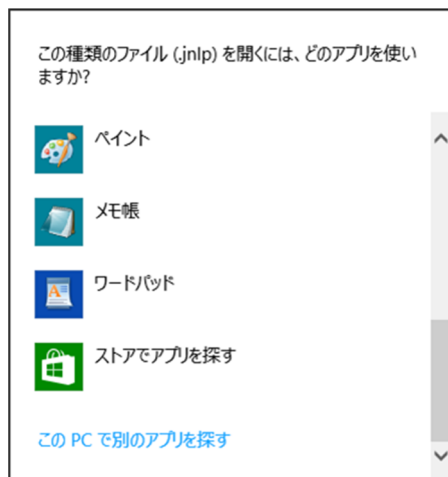 この種類のファイル (.jnlp) を開くには、どのアプリを使い
ますか?
ペイント
メモ帳
ワードパッド
ストアでアプリを探す
この PC で別のアプリを探す